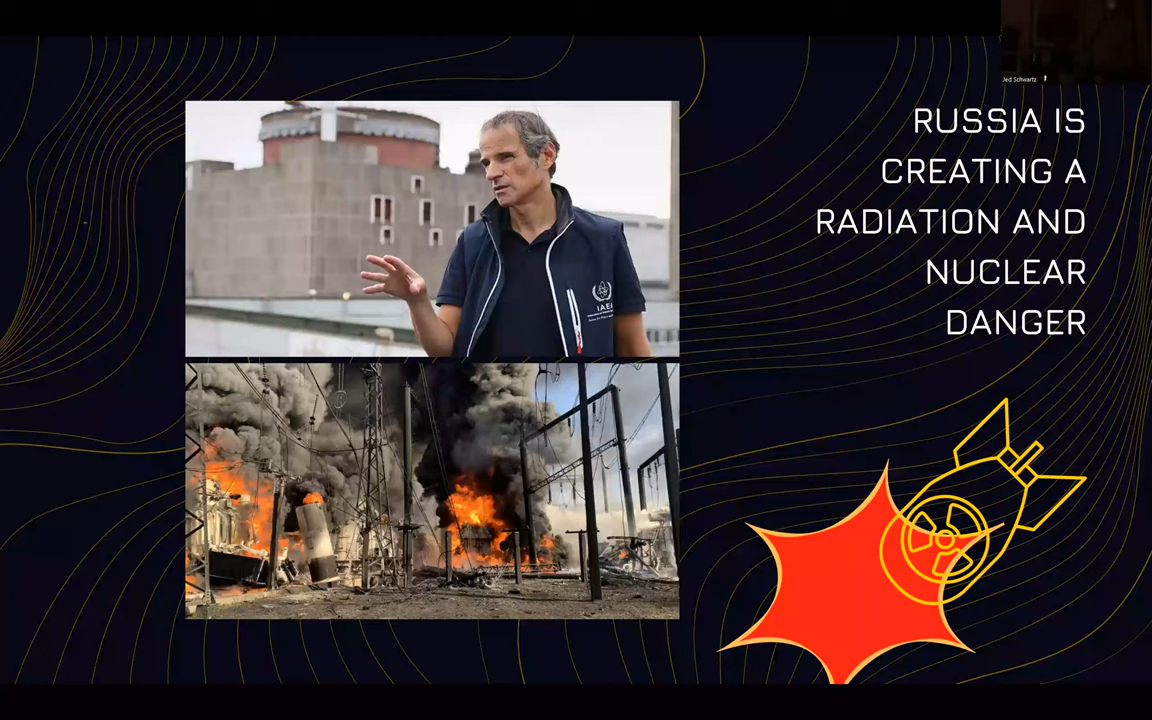 Jed Schwartz
RUSSIA IS
CREATING A
RADIATION AND
NUCLEAR
DANGER
IAEA